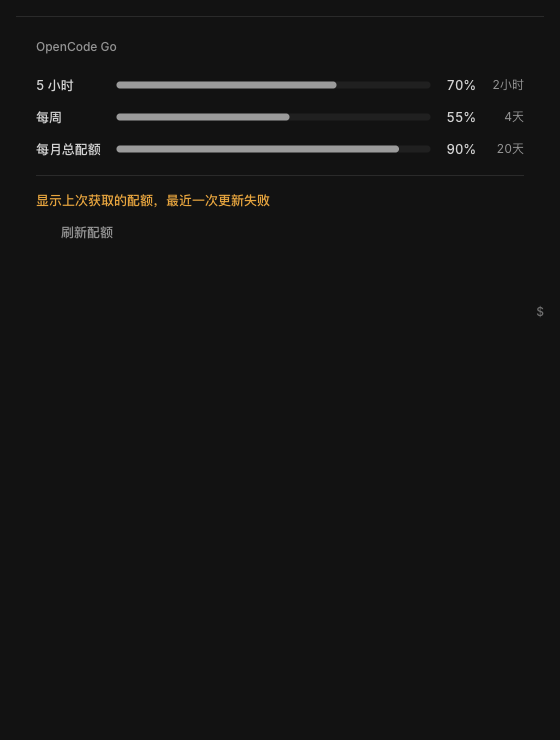 OpenCode Go
5 小时 70% 2小时
每周 55% 4天
每月总配额 90% 20天
显示上次获取的配额，最近一次更新失败
刷新配额
$